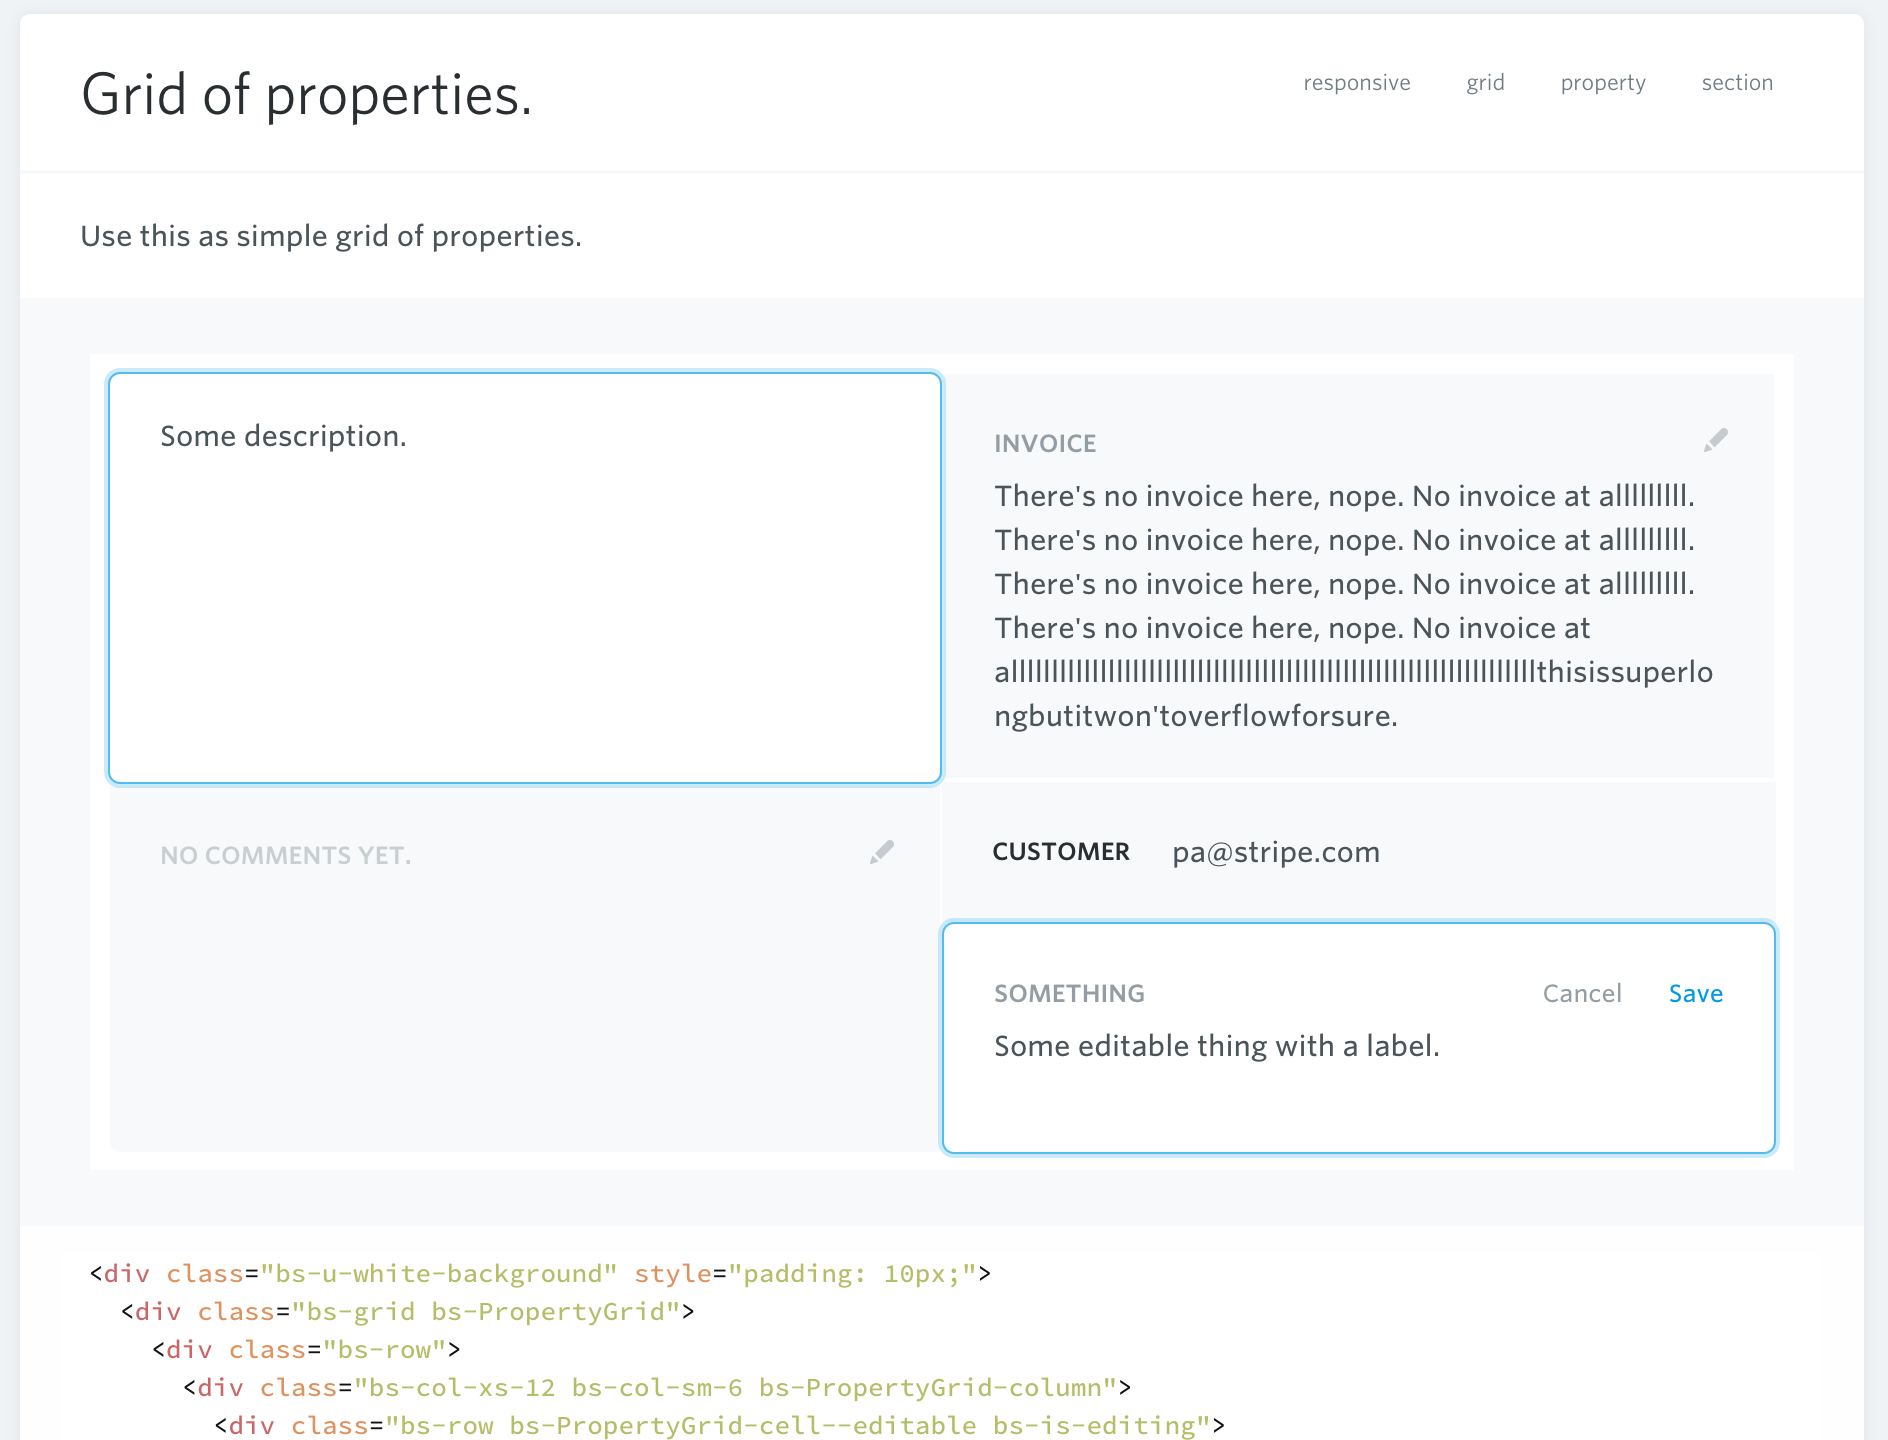 Grid of properties.
responsive grid property section
Use this as simple grid of properties.
Some description.
INVOICE
There's no invoice here, nope. No invoice at alllllllll.
There's no invoice here, nope. No invoice at alllllllll.
There's no invoice here, nope. No invoice at alllllllll.
There's no invoice here, nope. No invoice at
allllllllllllllllllllllllllllllllllllllllllllllllllllllllllllllllthisissuperlo
ngbutitwon'toverflowforsure.
NO COMMENTS YET.
CUSTOMER pa@stripe.com
SOMETHING Cancel Save
Some editable thing with a label.
<div class="bs-u-white-background" style="padding: 10px;">
<div class="bs-grid bs-PropertyGrid">
<div class="bs-row">
<div class="bs-col-xs-12 bs-col-sm-6 bs-PropertyGrid-column">
<div class="bs-row bs-PropertyGrid-cell--editable bs-is-editing">